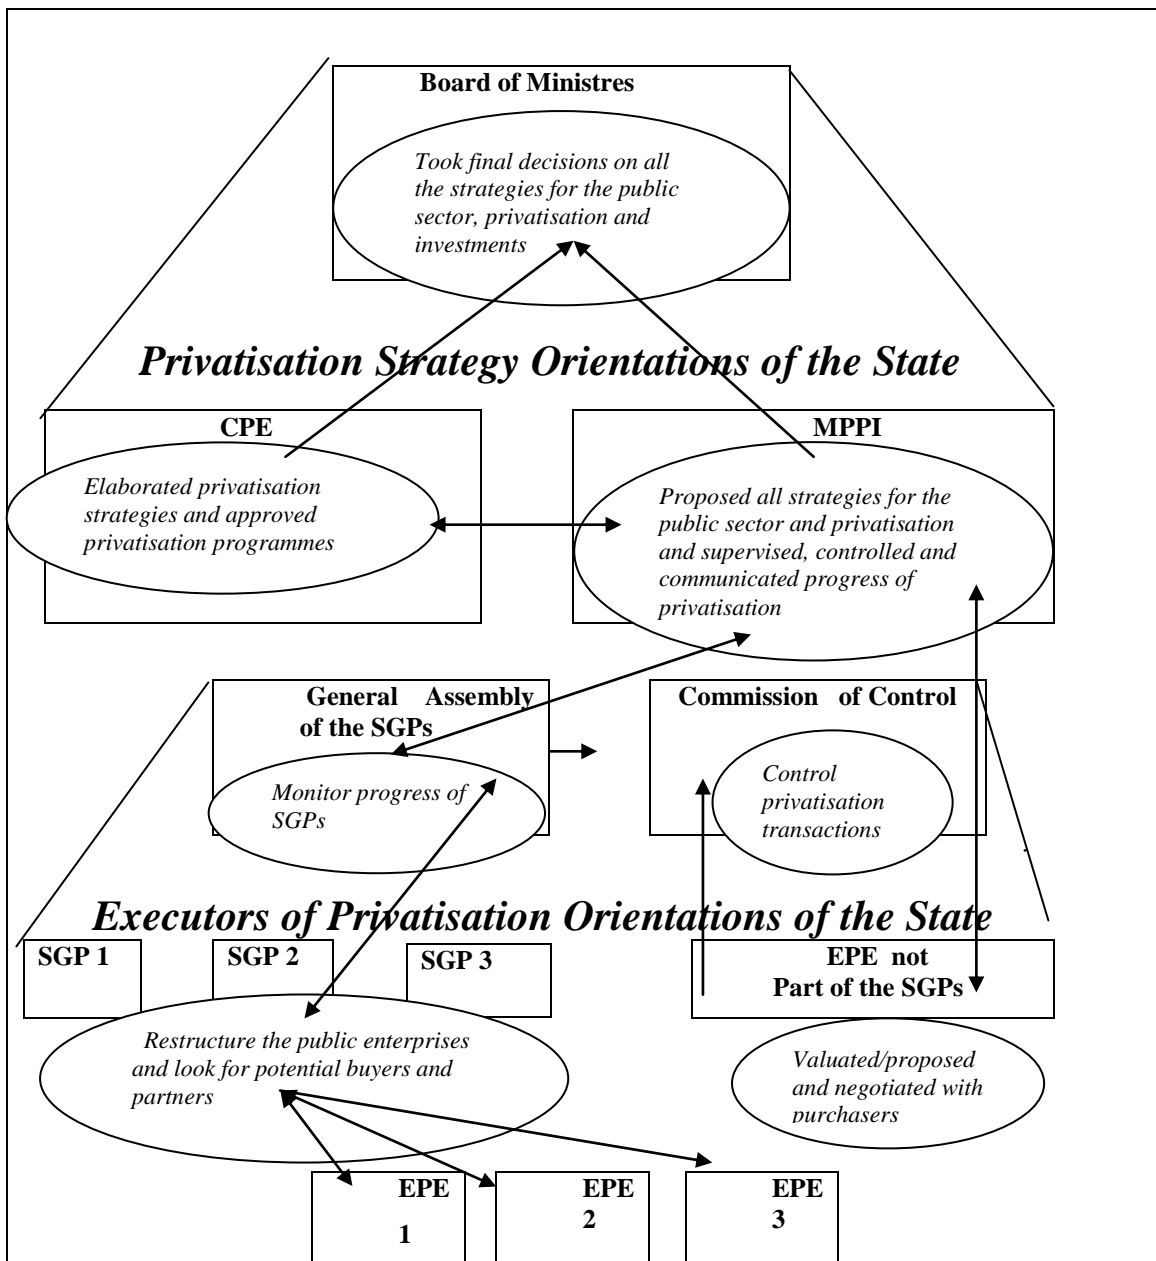 Board of Ministres
Took final decisions on all
the strategies for the public
sector, privatisation and
investments
Privatisation Strategy Orientations of the State
CPE
Elaborated privatisation
strategies and approved
privatisation programmes
MPPI
Proposed all strategies for the
public sector and privatisation
and supervised, controlled and
communicated progress of
privatisation
General Assembly
of the SGPs
Monitor progress of
SGPs
Commission of Control
Control
privatisation
transactions
.
Executors of Privatisation Orientations of the State
SGP 1
SGP 2
SGP 3
EPE not
Part of the SGPs
Restructure the public enterprises
and look for potential buyers and
partners
Valuated/proposed
and negotiated with
purchasers
EPE
1
EPE
2
EPE
3